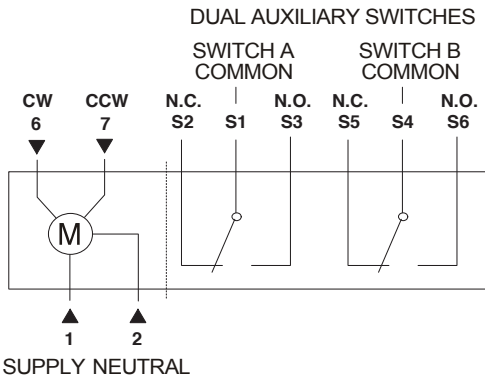 DUAL AUXILIARY SWITCHES
SWITCH A SWITCH B
COMMON COMMON
CW CCW N.C. N.O. N.C. N.O.
6 7 S2 S1 S3 S5 S4 S6
M
1 2
SUPPLY NEUTRAL